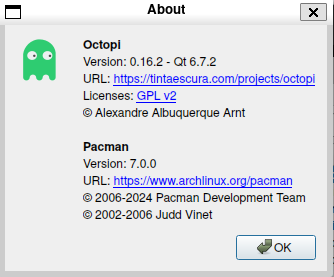 About
Octopi
Version: 0.16.2 - Qt 6.7.2
URL: https://tintaescura.com/projects/octopi
Licenses: GPL v2
© Alexandre Albuquerque Arnt
Pacman
Version: 7.0.0
URL: https://www.archlinux.org/pacman
© 2006-2024 Pacman Development Team
© 2002-2006 Judd Vinet
OK